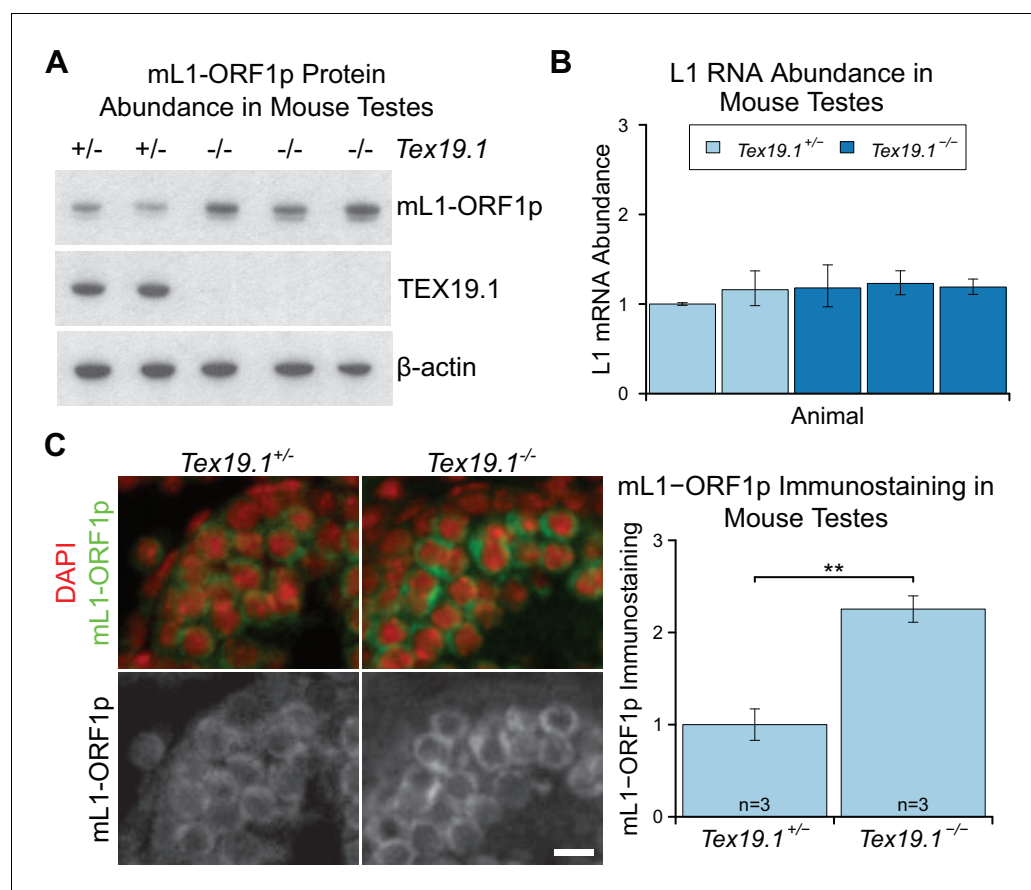 A
mL1-ORF1p Protein
Abundance in Mouse Testes
+/- +/- -/- -/- -/- Tex19.1
mL1-ORF1p
TEX19.1
β-actin
B
L1 RNA Abundance in
Mouse Testes
Tex19.1+/− Tex19.1−/−
L1 mRNA Abundance
3
2
1
0
Animal
C
Tex19.1+/- Tex19.1-/-
DAPI
mL1-ORF1p
mL1-ORF1p
mL1−ORF1p Immunostaining in
Mouse Testes
mL1−ORF1p Immunostaining
3
2
1
0
**
n=3 n=3
Tex19.1+/− Tex19.1−/−